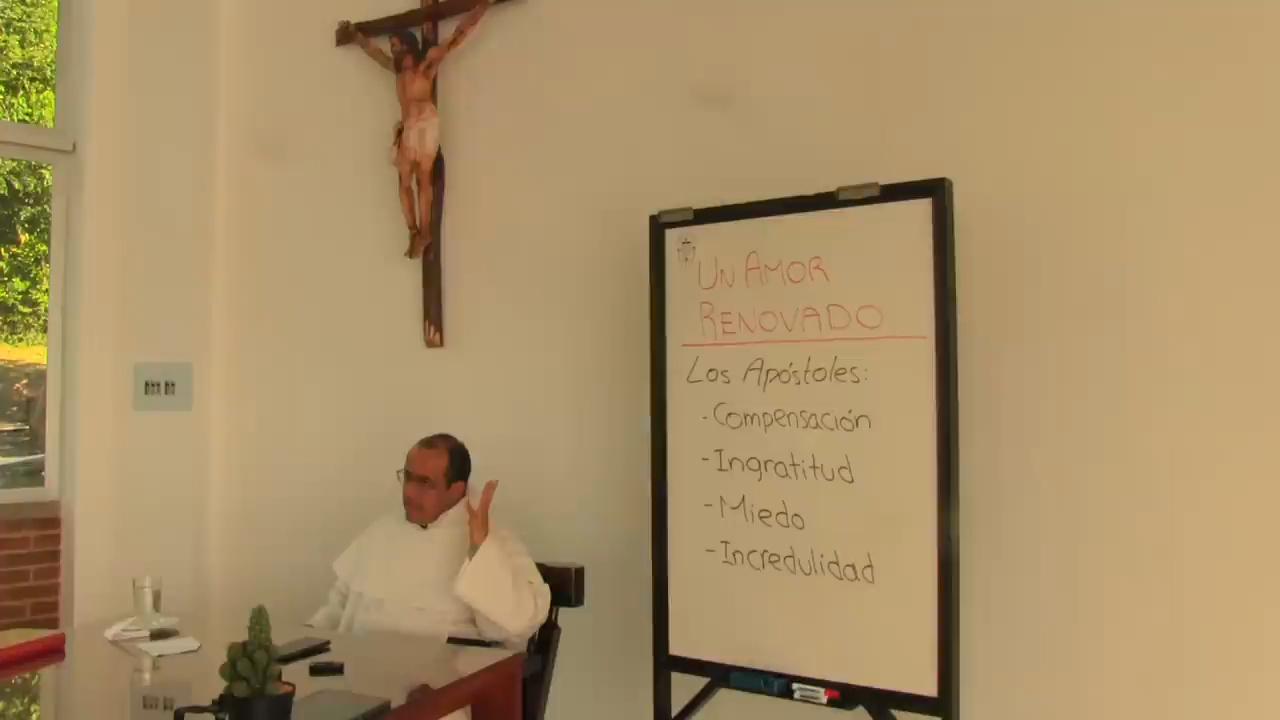 UN AMOR
RENOVADO
Los Apóstoles:
- Compensación
- Ingratitud
- Miedo
- Incredulidad